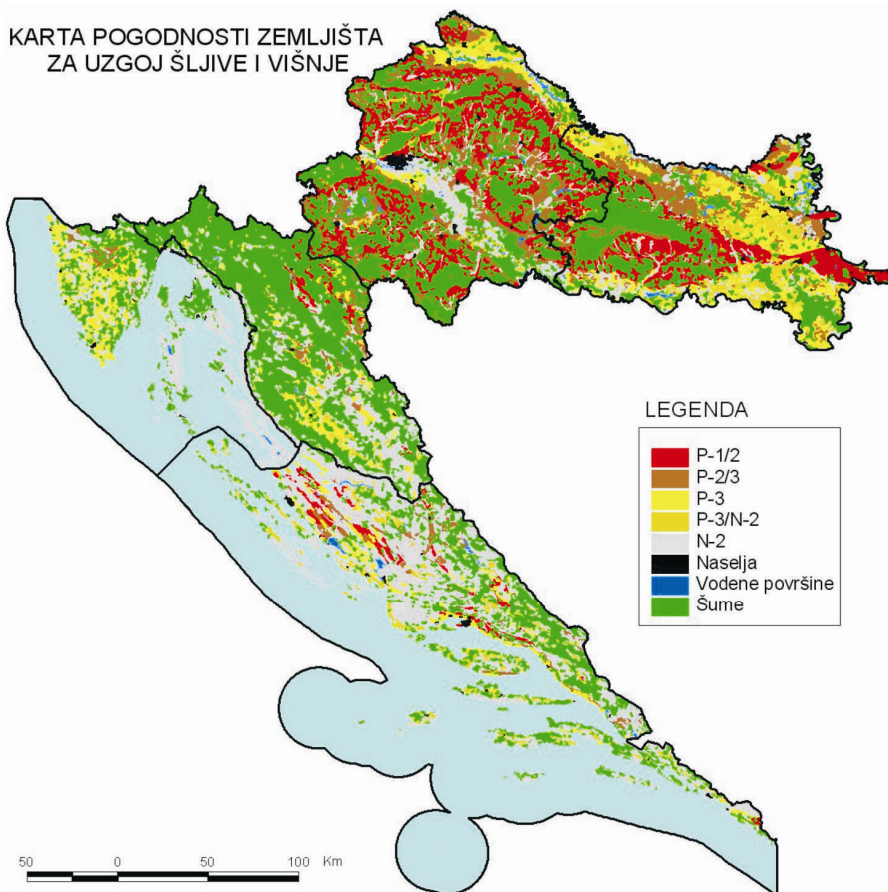 KARTA POGODNOSTI ZEMLJIŠTA
ZA UZGOJ ŠLJIVE I VIŠNJE
LEGENDA
P-1/2
P-2/3
P-3
P-3/N-2
N-2
Naselja
Vodene površine
Šume
50 0 50 100 Km